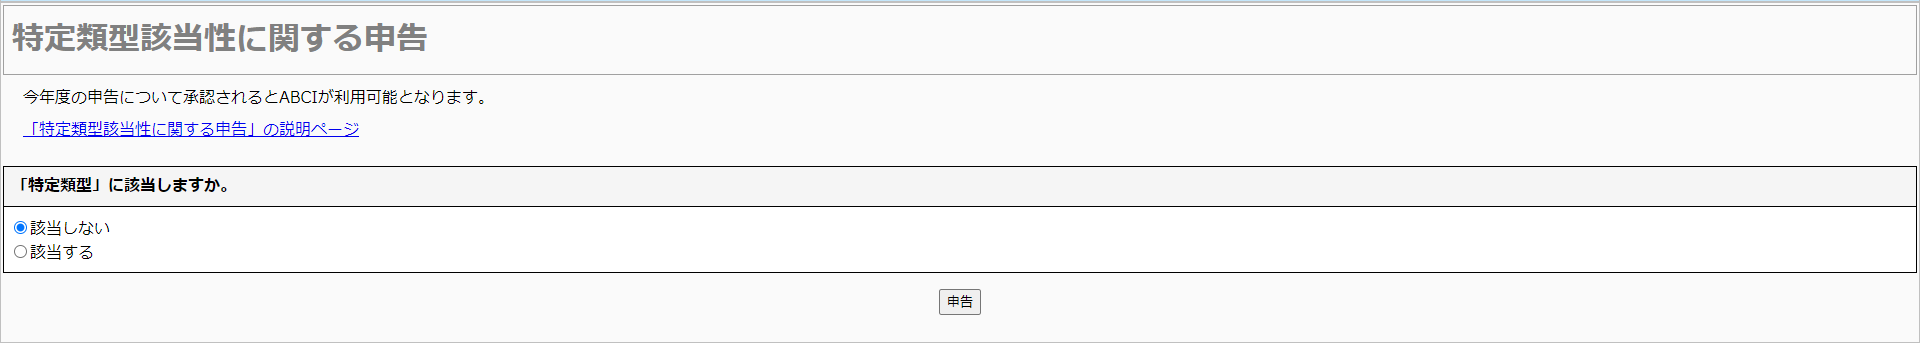 特定類型該当性に関する申告
今年度の申告について承認されるとABCIが利用可能となります。
「特定類型該当性に関する申告」の説明ページ
「特定類型」に該当しますか。
該当しない
該当する
申告